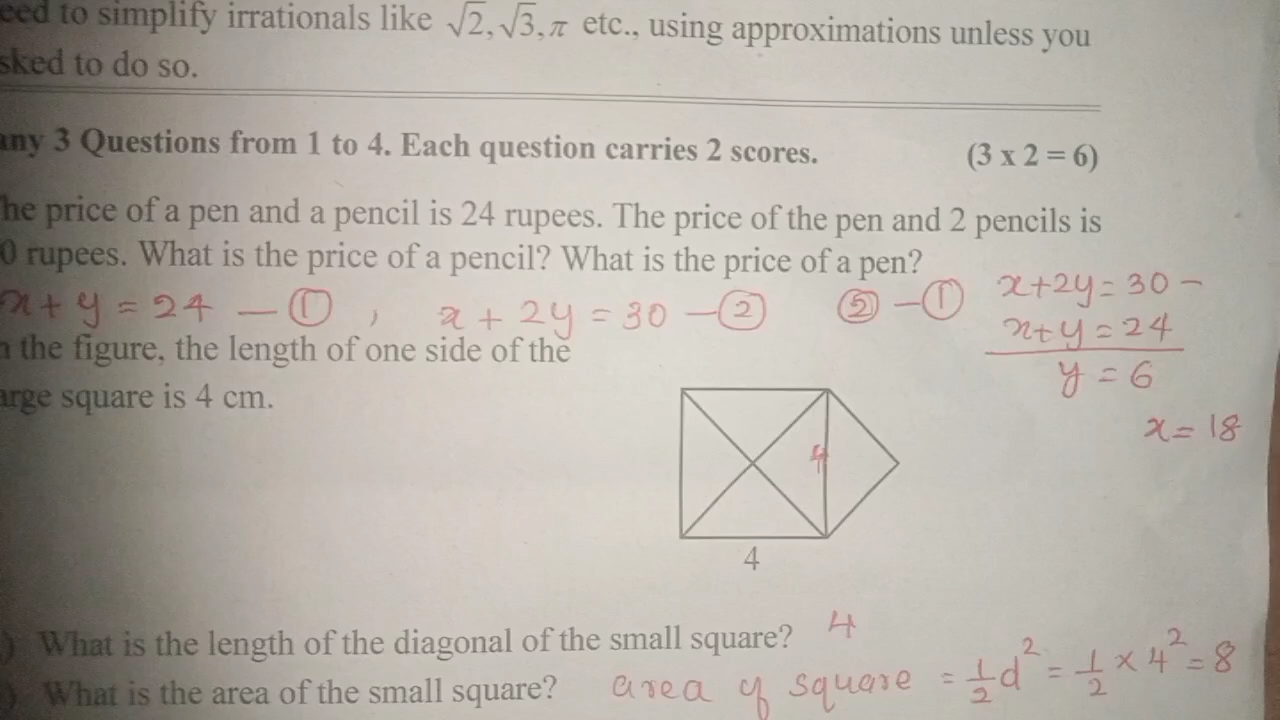 eed to simplify irrationals like √2, √3, π etc., using approximations unless you
sked to do so.
any 3 Questions from 1 to 4. Each question carries 2 scores. (3 x 2 = 6)
he price of a pen and a pencil is 24 rupees. The price of the pen and 2 pencils is
0 rupees. What is the price of a pencil? What is the price of a pen?
x + y = 24 — ① , x + 2y = 30 — ② ② — ① x + 2y = 30 –
x + y = 24
y = 6
x = 18
n the figure, the length of one side of the
arge square is 4 cm.
4
4
) What is the length of the diagonal of the small square? 4
) What is the area of the small square? area of square = ½ d² = ½ × 4² = 8